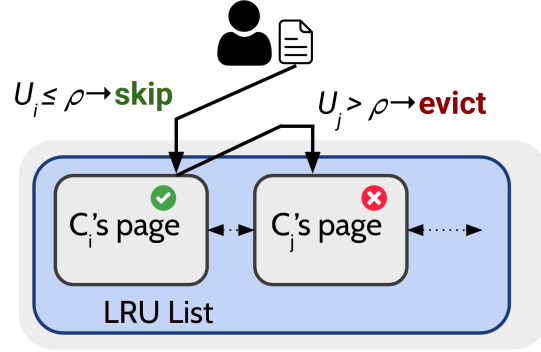 Uᵢ ≤ ρ→skip
Uⱼ > ρ→evict
Cᵢ's page
Cⱼ's page
LRU List